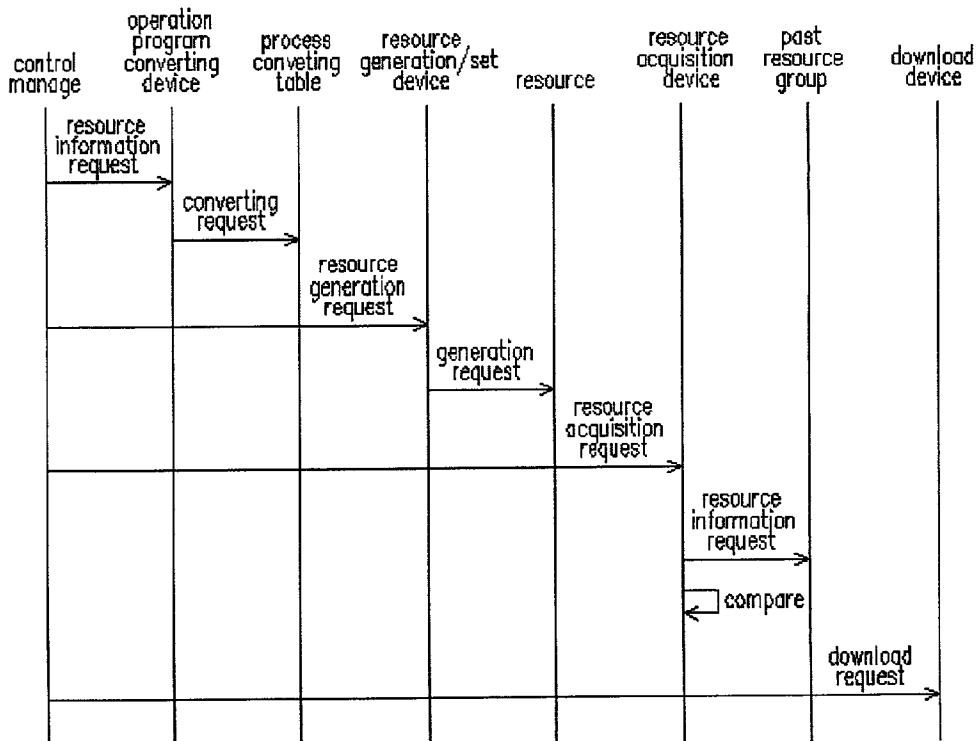 control
manage
operation
program
converting
device
process
conveting
table
resource
generation/set
device
resource
resource
acquisition
device
past
resource
group
download
device
resource
information
request
converting
request
resource
generation
request
generation
request
resource
acquisition
request
resource
information
request
compare
download
request